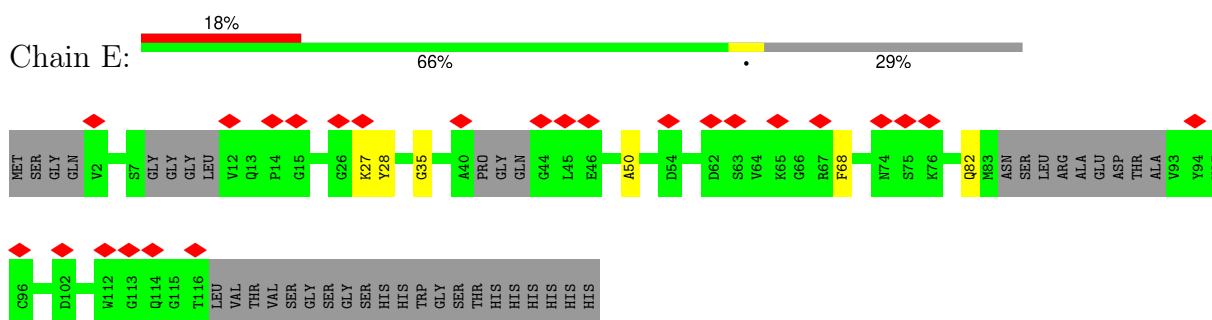 18%
Chain E:
66% • 29%
MET SER GLY GLN V2 S7 GLY GLY GLY LEU V12 Q13 P14 G15 G26 K27 Y28 G35 A40 PRO GLY GLN G44 L45 E46 A50 D54 D62 S63 V64 K65 G66 R67 F68 N74 S75 K76 Q82 M83 ASN SER LEU ARG ALA GLU ASP THR ALA V93 Y94
C96 D102 W112 G113 Q114 G115 T116 LEU VAL THR VAL SER GLY SER GLY SER HIS HIS TRP GLY SER THR HIS HIS HIS HIS HIS HIS